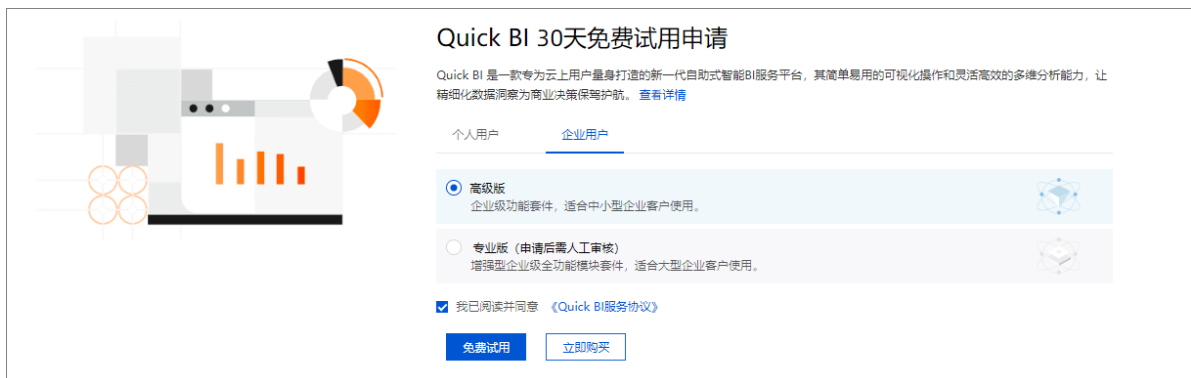 Quick BI 30天免费试用申请
Quick BI 是一款专为云上用户量身打造的新一代自助式智能BI服务平台，其简单易用的可视化操作和灵活高效的多维分析能力，让
精细化数据洞察为商业决策保驾护航。 查看详情
个人用户 企业用户
高级版
企业级功能套件，适合中小型企业客户使用。
专业版（申请后需人工审核）
增强型企业级全功能模块套件，适合大型企业客户使用。
我已阅读并同意 《Quick BI服务协议》
免费试用 立即购买